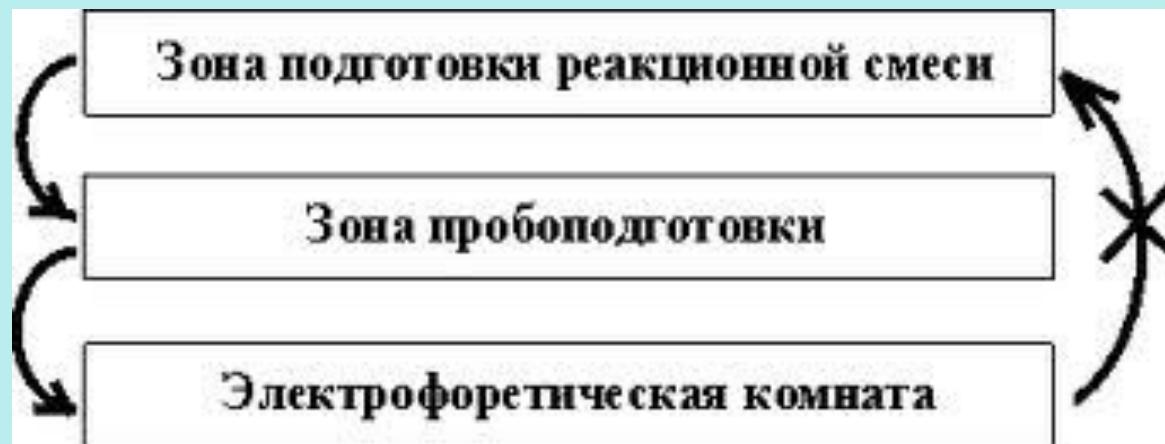 Зона подготовки реакционной смеси
Зона пробоподготовки
Электрофоретическая комната